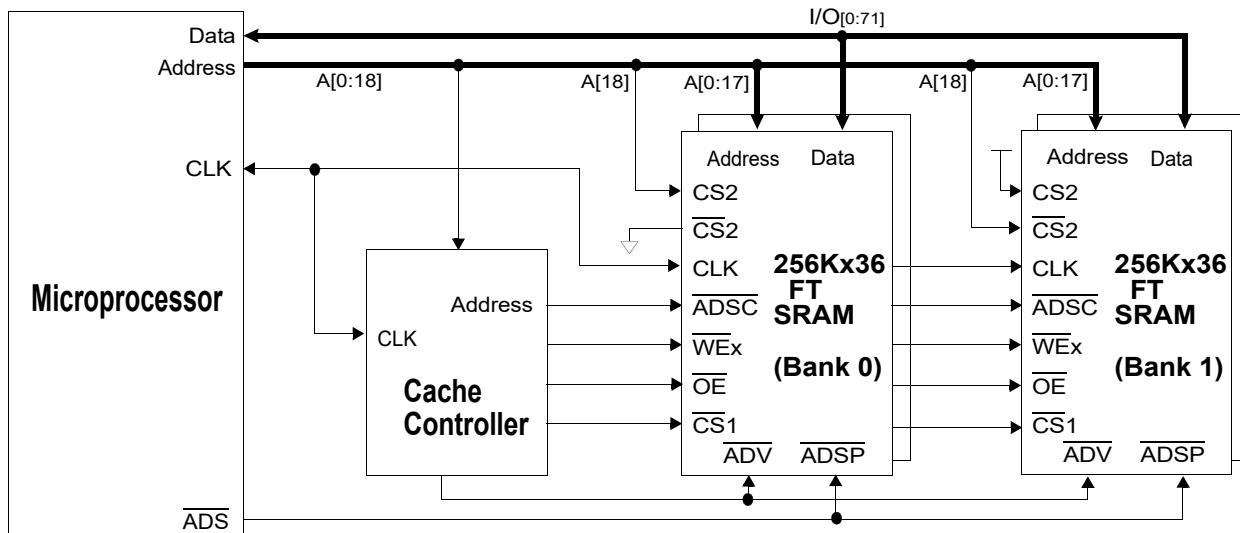 I/O[0:71]
Data
Address
A[0:18]
A[18]
A[0:17]
A[18]
A[0:17]
CLK
Microprocessor
ADS
Address
CLK
Cache
Controller
Address
Data
CS2
CS2
CLK
ADSC
WEx
OE
CS1
256Kx36
FT
SRAM
(Bank 0)
ADV
ADSP
Address
Data
CS2
CS2
CLK
ADSC
WEx
OE
CS1
256Kx36
FT
SRAM
(Bank 1)
ADV
ADSP